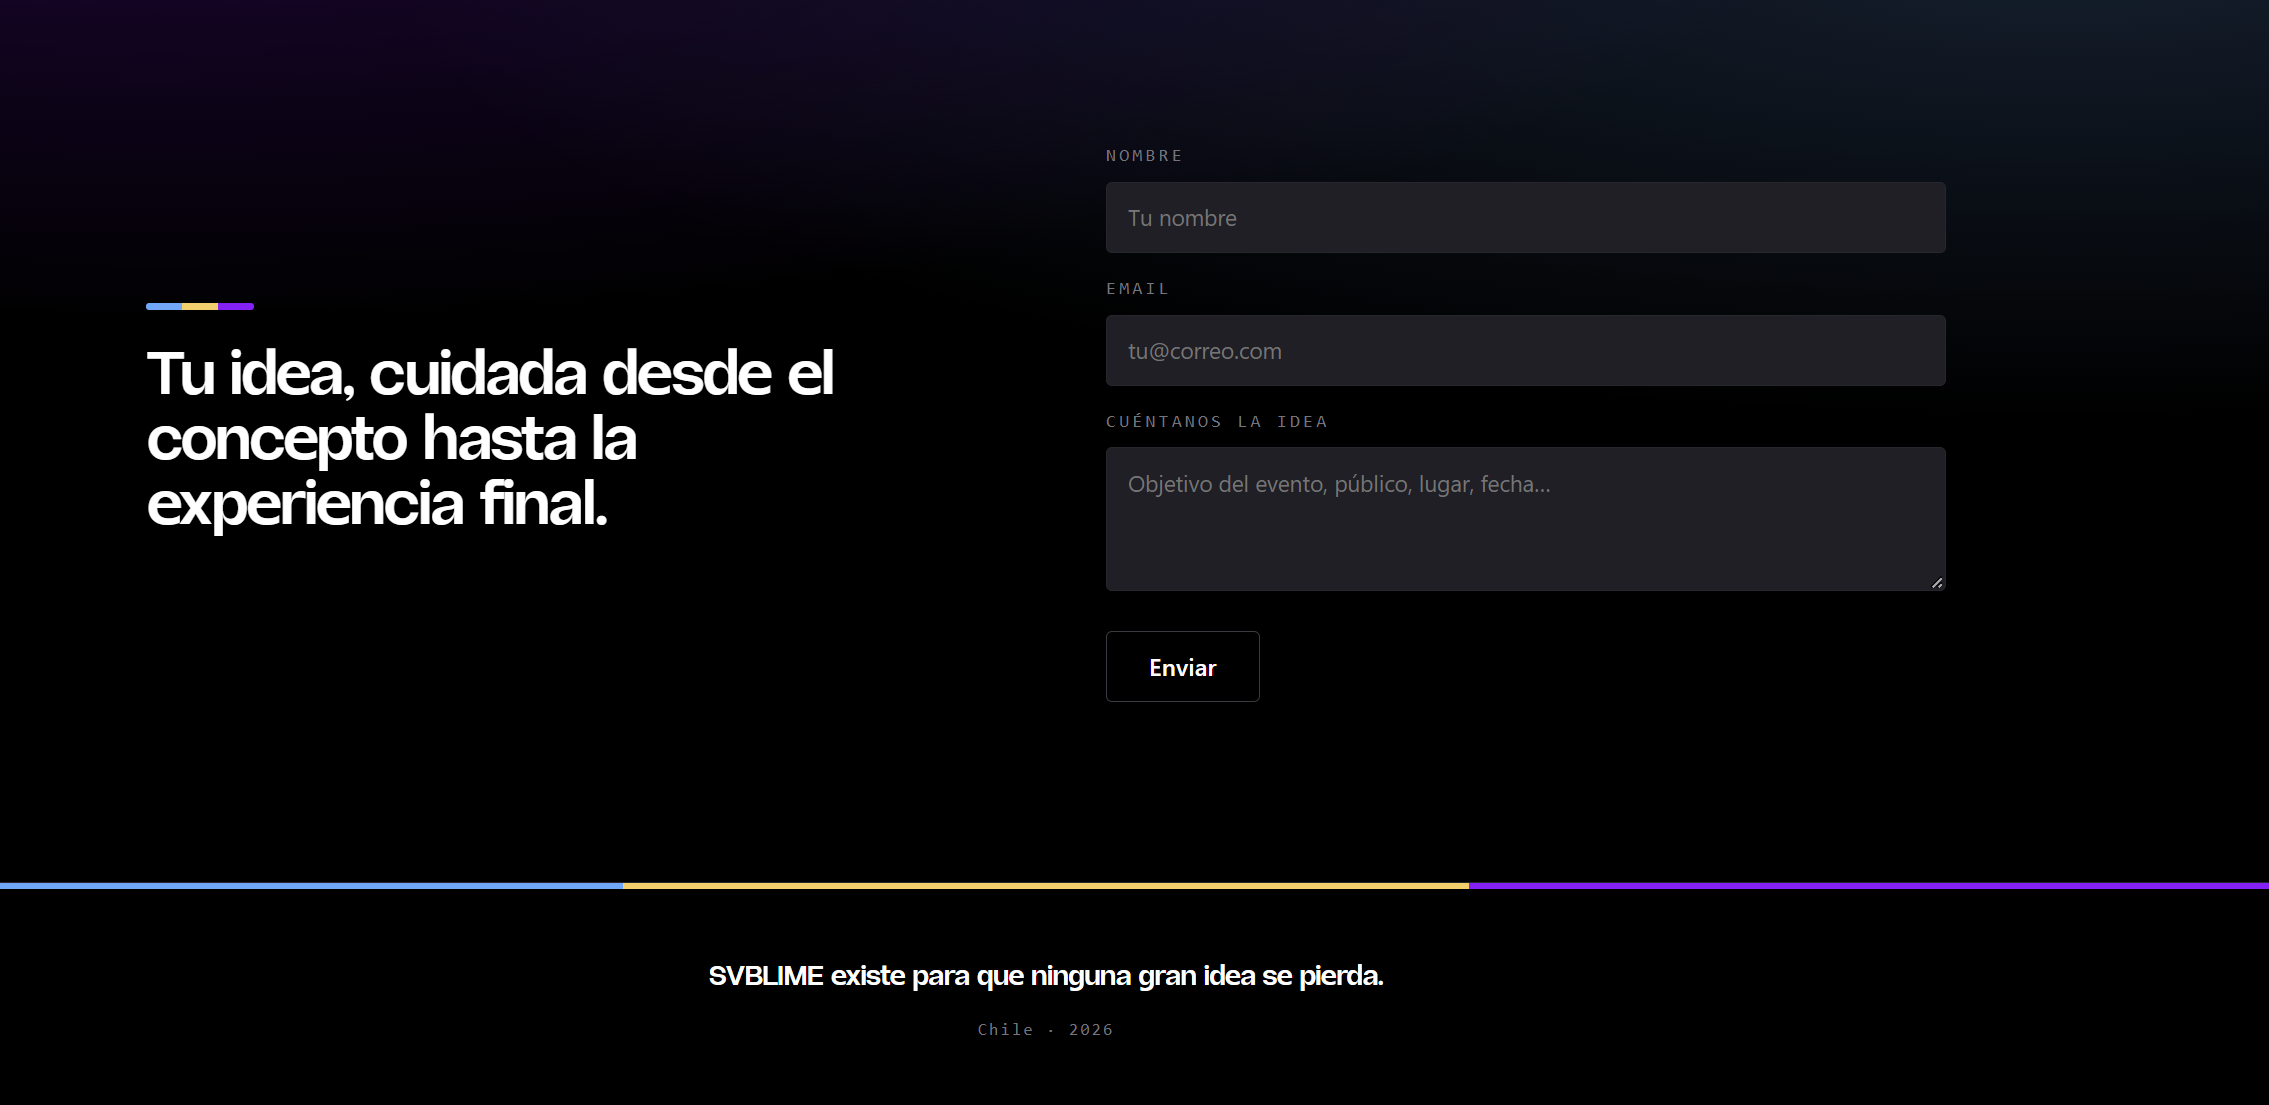 Tu idea, cuidada desde el
concepto hasta la
experiencia final.
NOMBRE
Tu nombre
EMAIL
tu@correo.com
CUÉNTANOS LA IDEA
Objetivo del evento, público, lugar, fecha...
Enviar
SVBLIME existe para que ninguna gran idea se pierda.
Chile · 2026